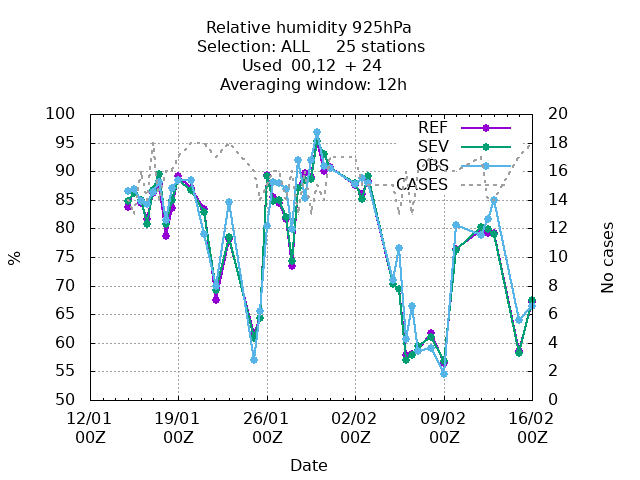 Relative humidity 925hPa
Selection: ALL 25 stations
Used 00,12 + 24
Averaging window: 12h
100 20
95 18
90 16
85 14
80 12
75 10
70 8
65 6
60 4
55 2
50 0
REF
SEV
OBS
CASES
%
No cases
12/01 19/01 26/01 02/02 09/02 16/02
00Z 00Z 00Z 00Z 00Z 00Z
Date